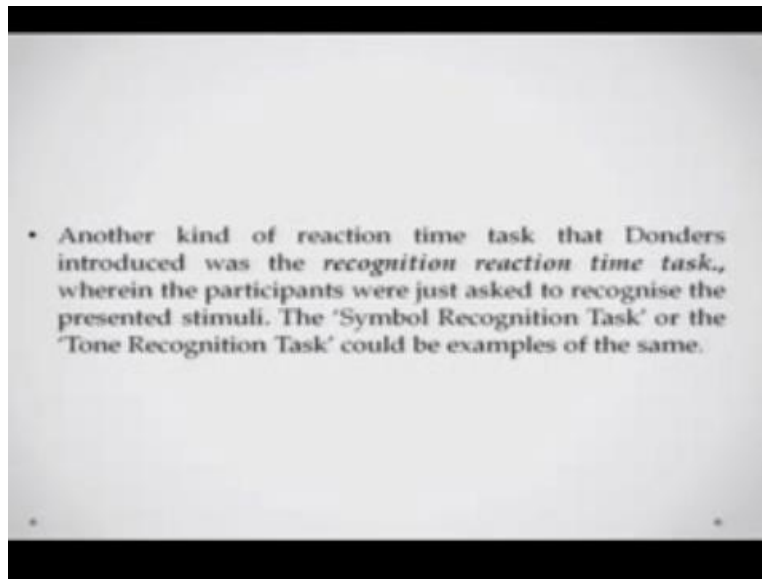 • Another kind of reaction time task that Donders
introduced was the recognition reaction time task.,
wherein the participants were just asked to recognise the
presented stimuli. The 'Symbol Recognition Task' or the
'Tone Recognition Task' could be examples of the same.